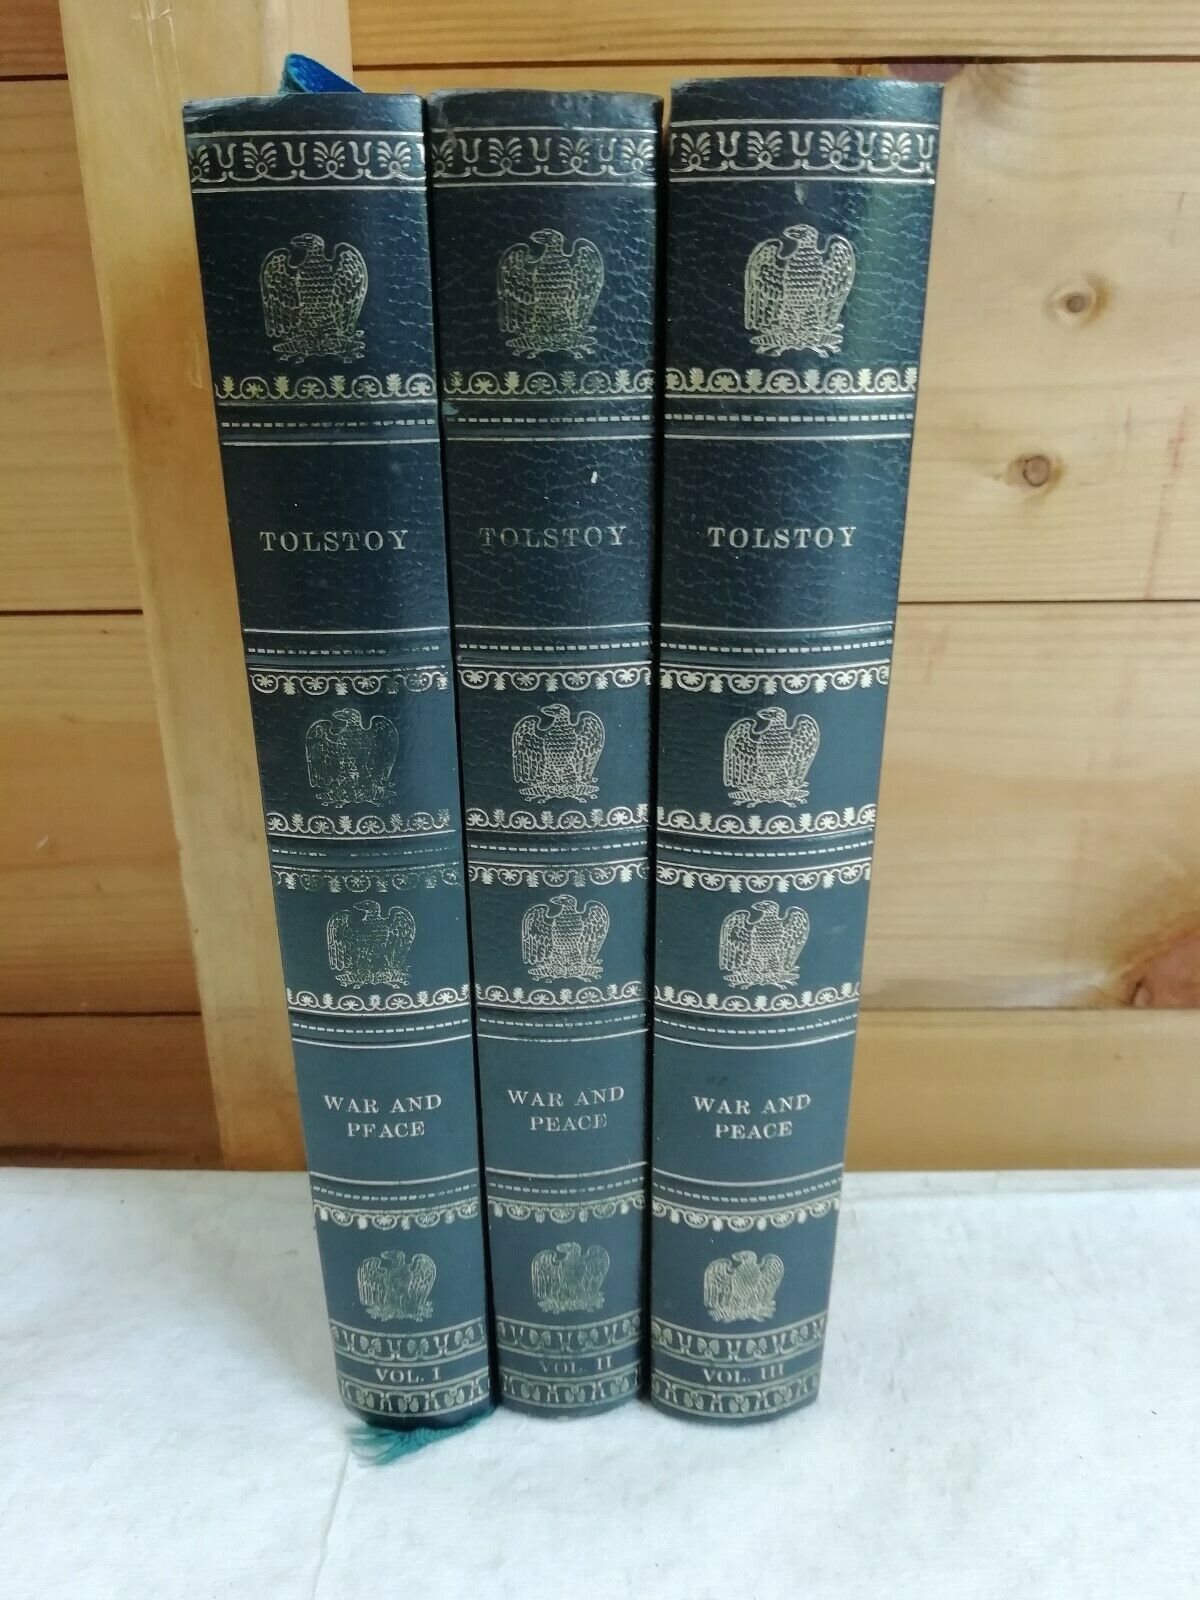 TOLSTOY
WAR AND
PEACE
VOL. I
TOLSTOY
WAR AND
PEACE
VOL. II
TOLSTOY
WAR AND
PEACE
VOL. III